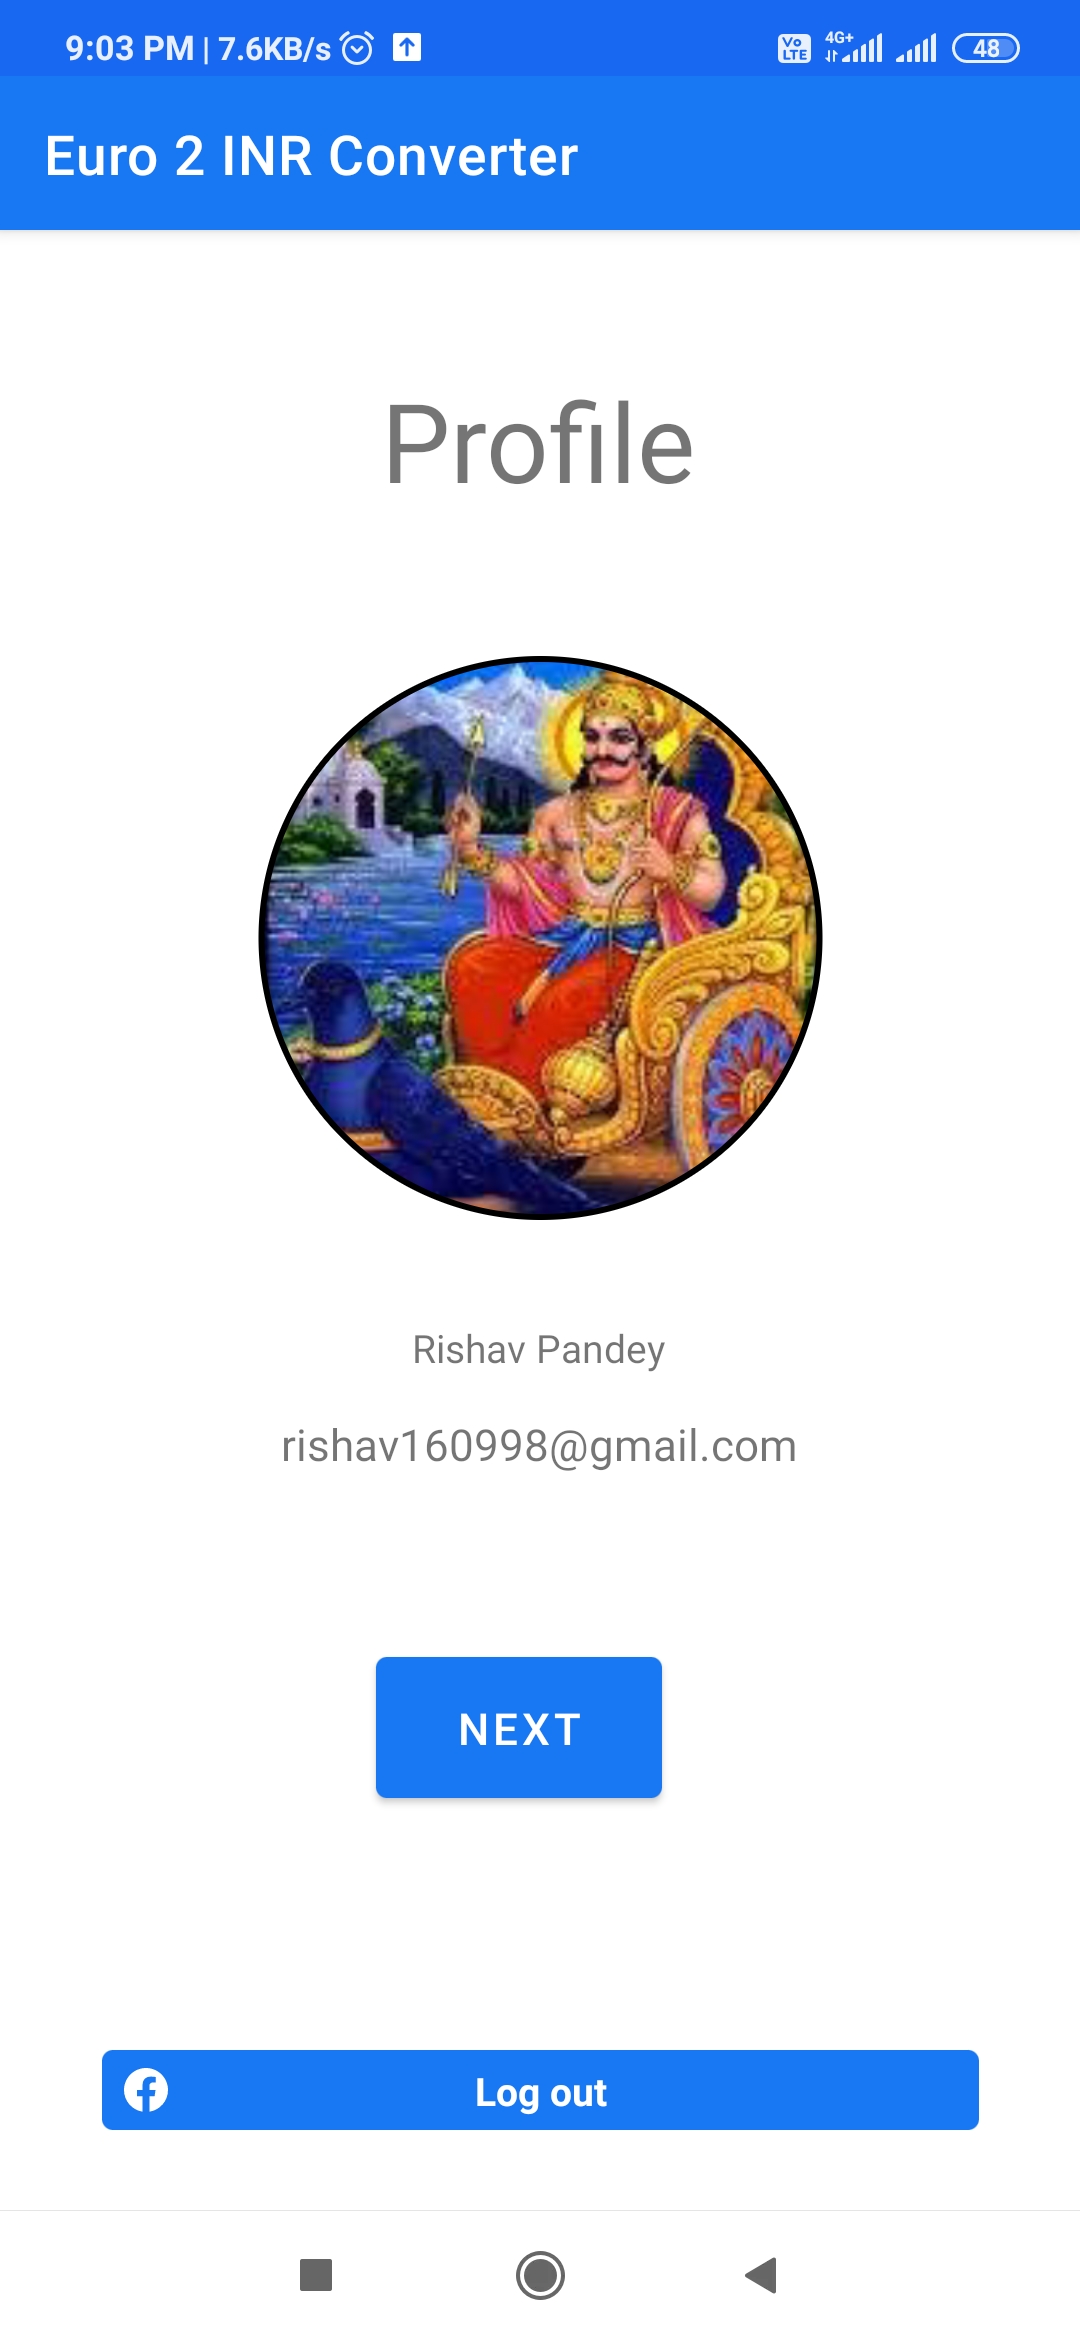 9:03 PM | 7.6KB/s Vo LTE 4G+ 48
Euro 2 INR Converter
Profile
Rishav Pandey
rishav160998@gmail.com
NEXT
Log out